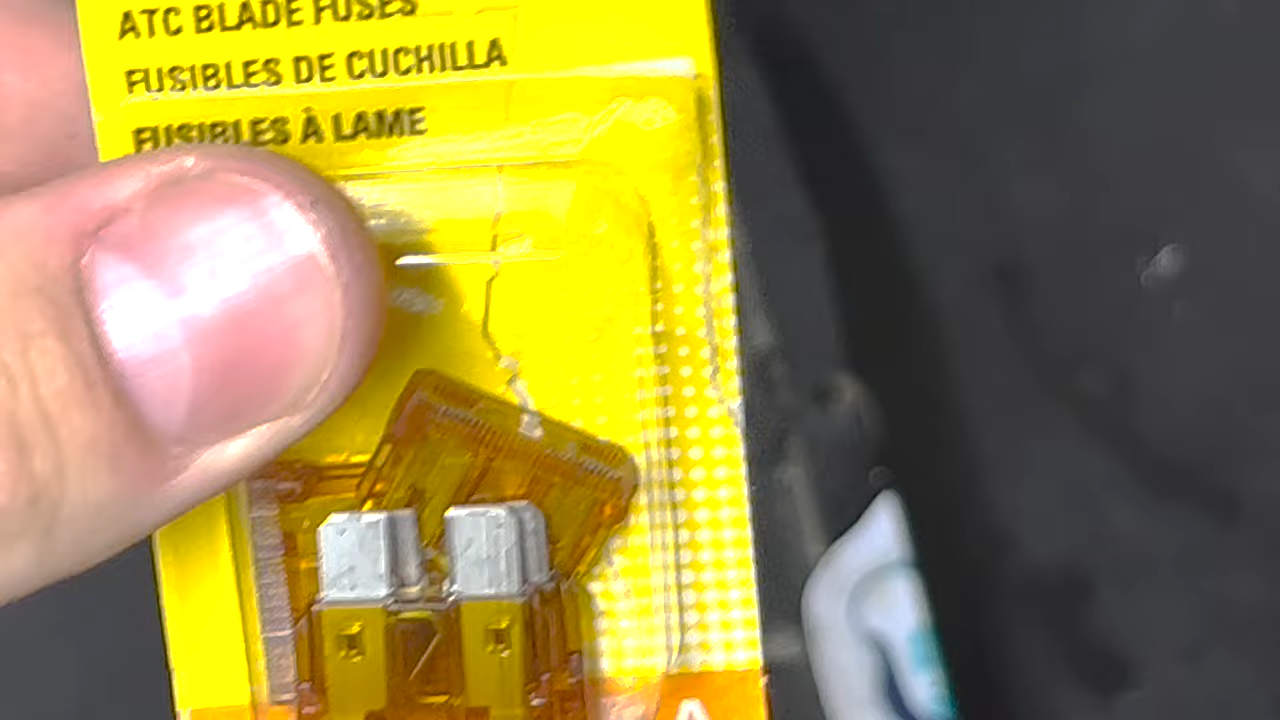 ATC BLADE FUSES
FUSIBLES DE CUCHILLA
FUSIBLES À LAME
A